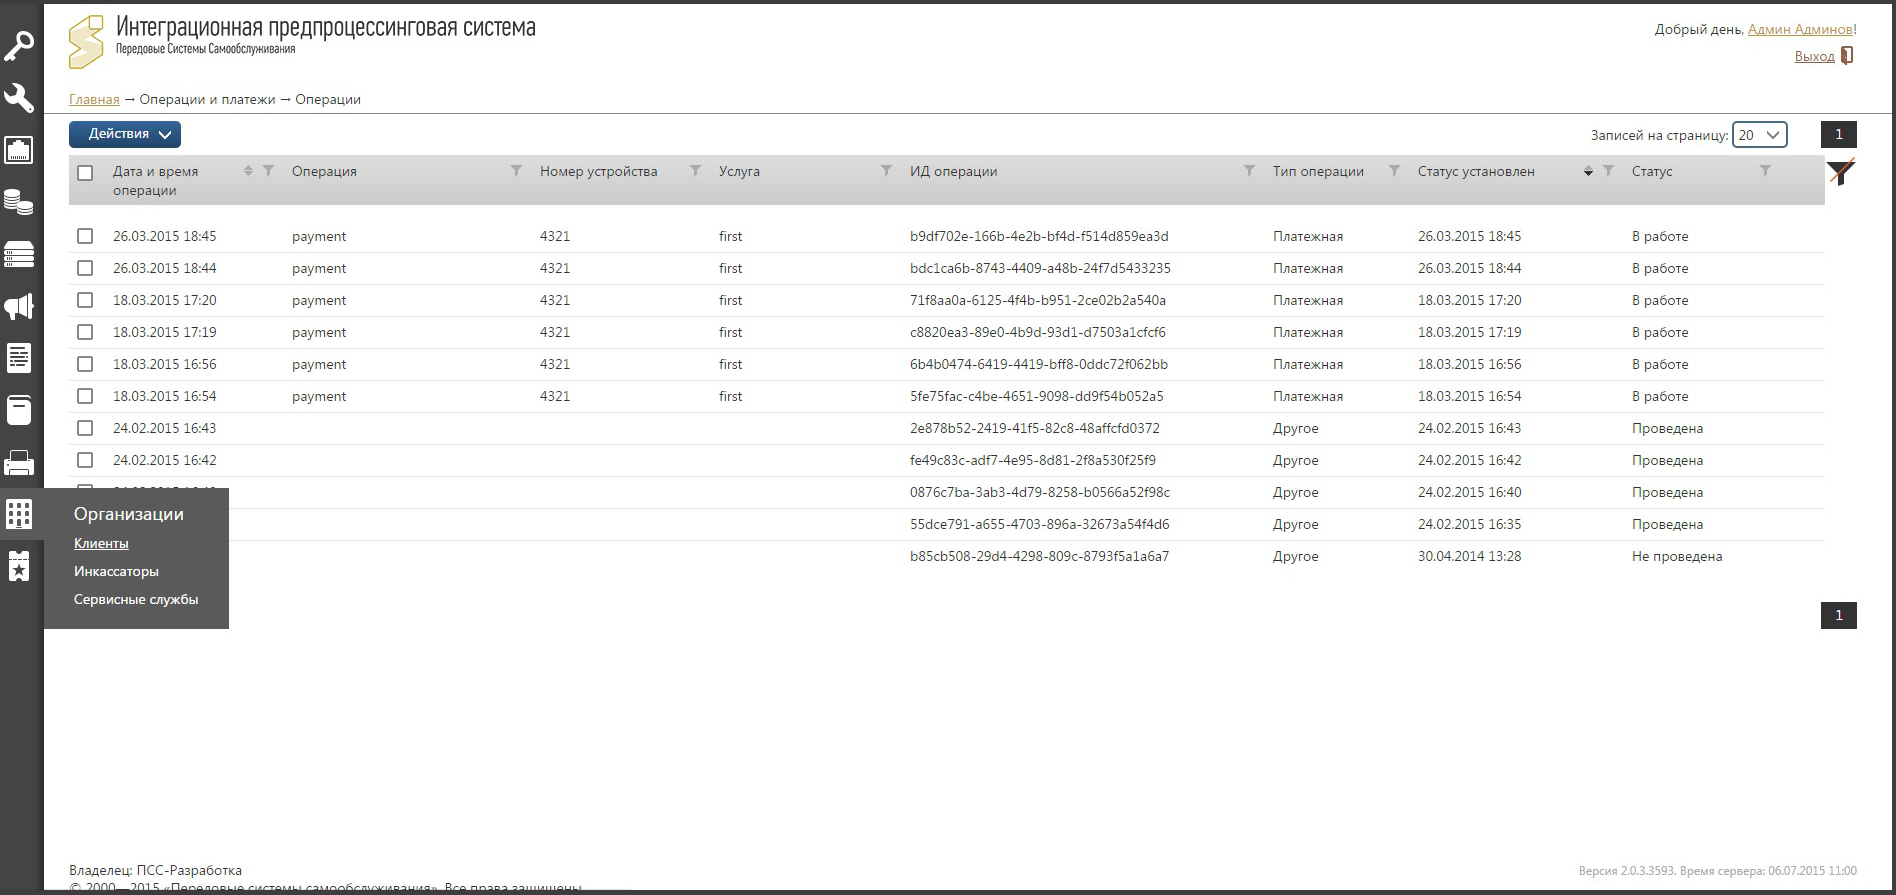 Интеграционная предпроцессинговая система
Передовые Системы Самообслуживания
Добрый день, Админ Админов!
Выход
Главная → Операции и платежи → Операции
Действия
Записей на страницу: 20
1
Дата и время операции Операция Номер устройства Услуга ИД операции Тип операции Статус установлен Статус
26.03.2015 18:45 payment 4321 first b9df702e-166b-4e2b-bf4d-f514d859ea3d Платежная 26.03.2015 18:45 В работе
26.03.2015 18:44 payment 4321 first bdc1ca6b-8743-4409-a48b-24f7d5433235 Платежная 26.03.2015 18:44 В работе
18.03.2015 17:20 payment 4321 first 71f8aa0a-6125-4f4b-b951-2ce02b2a540a Платежная 18.03.2015 17:20 В работе
18.03.2015 17:19 payment 4321 first c8820ea3-89e0-4b9d-93d1-d7503a1cfcf6 Платежная 18.03.2015 17:19 В работе
18.03.2015 16:56 payment 4321 first 6b4b0474-6419-4419-bff8-0ddc72f062bb Платежная 18.03.2015 16:56 В работе
18.03.2015 16:54 payment 4321 first 5fe75fac-c4be-4651-9098-dd9f54b052a5 Платежная 18.03.2015 16:54 В работе
24.02.2015 16:43 2e878b52-2419-41f5-82c8-48affcfd0372 Другое 24.02.2015 16:43 Проведена
24.02.2015 16:42 fe49c83c-adf7-4e95-8d81-2f8a530f25f9 Другое 24.02.2015 16:42 Проведена
0876c7ba-3ab3-4d79-8258-b0566a52f98c Другое 24.02.2015 16:40 Проведена
55dce791-a655-4703-896a-32673a54f4d6 Другое 24.02.2015 16:35 Проведена
b85cb508-29d4-4298-809c-8793f5a1a6a7 Другое 30.04.2014 13:28 Не проведена
Организации
Клиенты
Инкассаторы
Сервисные службы
1
Владелец: ПСС-Разработка
© 2000—2015 «Передовые системы самообслуживания». Все права защищены.
Версия 2.0.3.3593. Время сервера: 06.07.2015 11:00